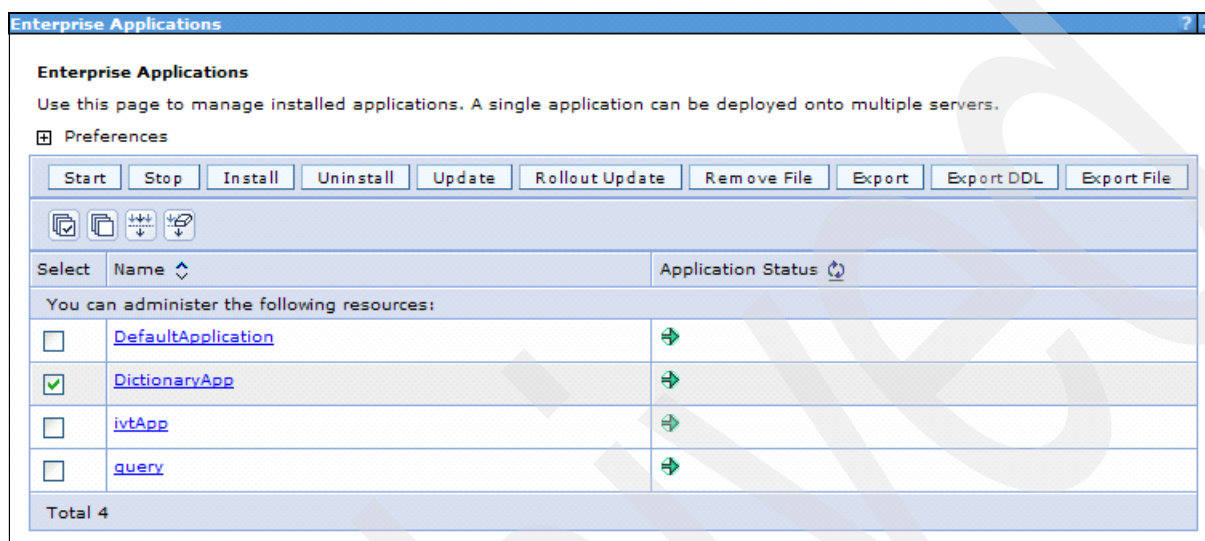 Enterprise Applications ?
Enterprise Applications
Use this page to manage installed applications. A single application can be deployed onto multiple servers.
Preferences
Start Stop Install Uninstall Update Rollout Update Remove File Export Export DDL Export File
Select Name Application Status
You can administer the following resources:
DefaultApplication
DictionaryApp
ivtApp
query
Total 4